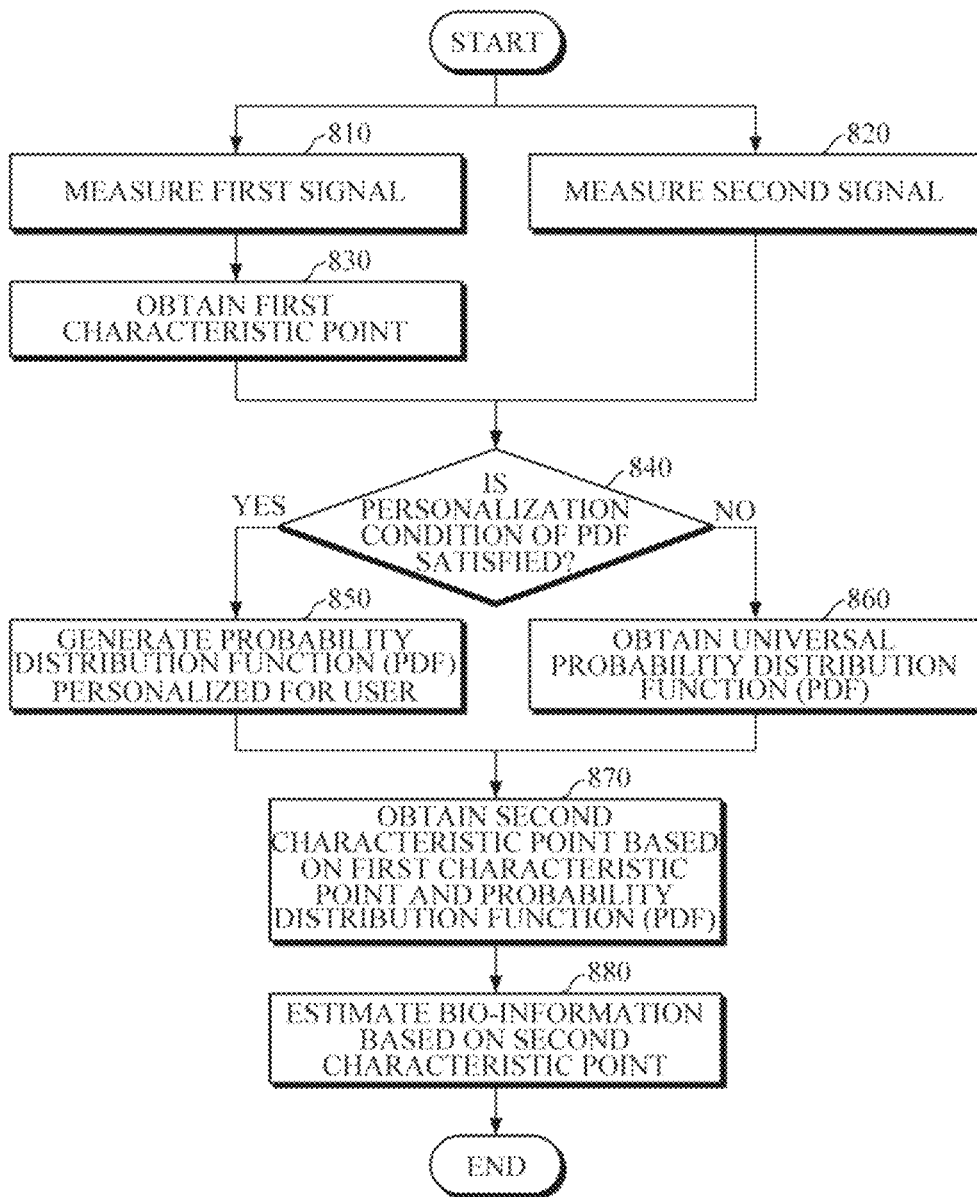 START
810
820
MEASURE FIRST SIGNAL
MEASURE SECOND SIGNAL
830
OBTAIN FIRST
CHARACTERISTIC POINT
840
IS
PERSONALIZATION
CONDITION OF PDF
SATISFIED?
YES
NO
850
860
GENERATE PROBABILITY
DISTRIBUTION FUNCTION (PDF)
PERSONALIZED FOR USER
OBTAIN UNIVERSAL
PROBABILITY DISTRIBUTION
FUNCTION (PDF)
870
OBTAIN SECOND
CHARACTERISTIC POINT BASED
ON FIRST CHARACTERISTIC
POINT AND PROBABILITY
DISTRIBUTION FUNCTION (PDF)
880
ESTIMATE BIO-INFORMATION
BASED ON SECOND
CHARACTERISTIC POINT
END